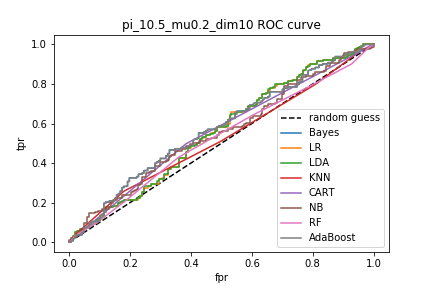 pi_10.5_mu0.2_dim10 ROC curve
1.0
0.8
0.6
0.4
0.2
0.0
tpr
random guess
Bayes
LR
LDA
KNN
CART
NB
RF
AdaBoost
0.0 0.2 0.4 0.6 0.8 1.0
fpr